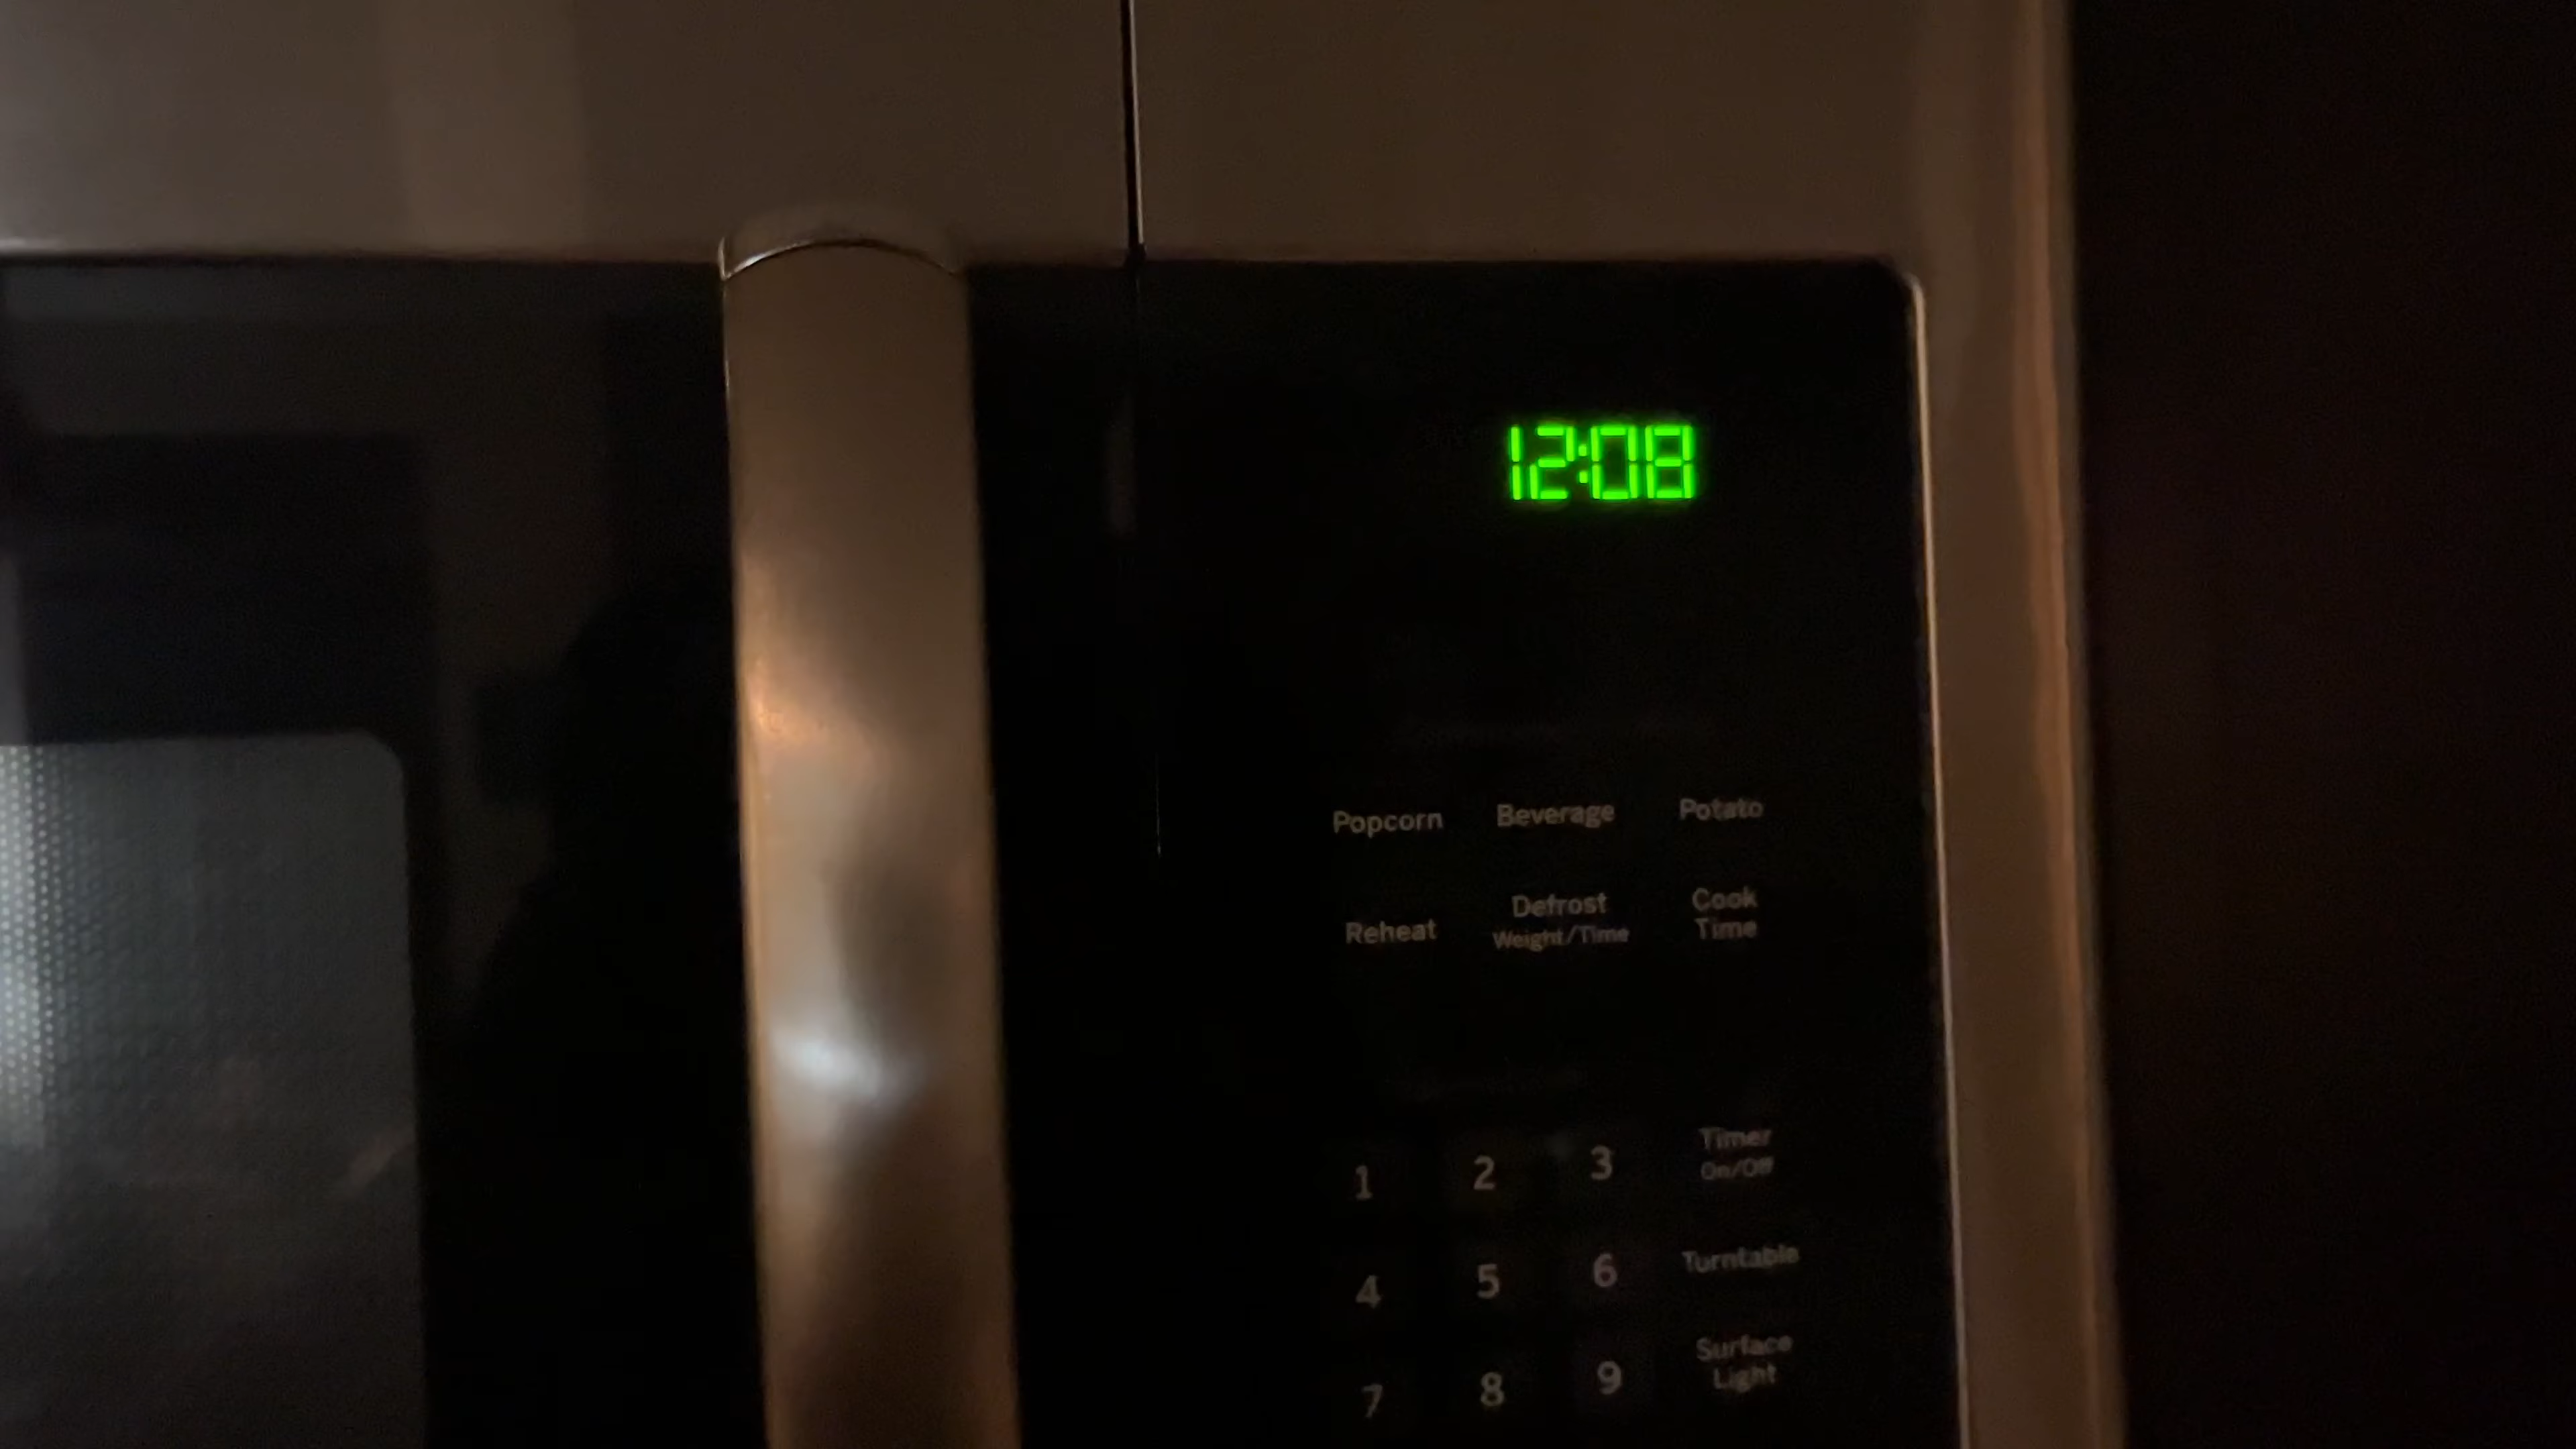 12:08
Popcorn Beverage Potato
Reheat Defrost Weight/Time Cook Time
1 2 3 Timer On/Off
4 5 6 Turntable
7 8 9 Surface Light